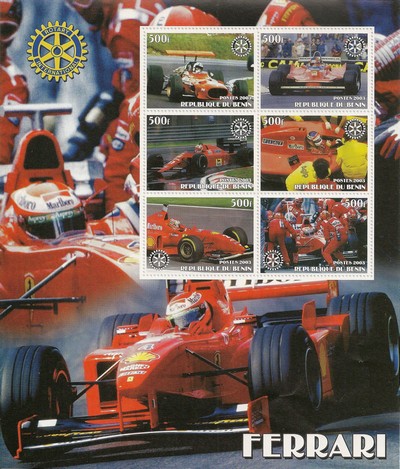 ROTARY
INTERNATIONAL
500f
POSTES 2003
REPUBLIQUE DU BENIN
500f
POSTES 2003
REPUBLIQUE DU BENIN
500f
POSTES 2003
REPUBLIQUE DU BENIN
500f
POSTES 2003
REPUBLIQUE DU BENIN
500f
Marlboro
POSTES 2003
REPUBLIQUE DU BENIN
500f
POSTES 2003
REPUBLIQUE DU BENIN
Marlboro
FERRARI